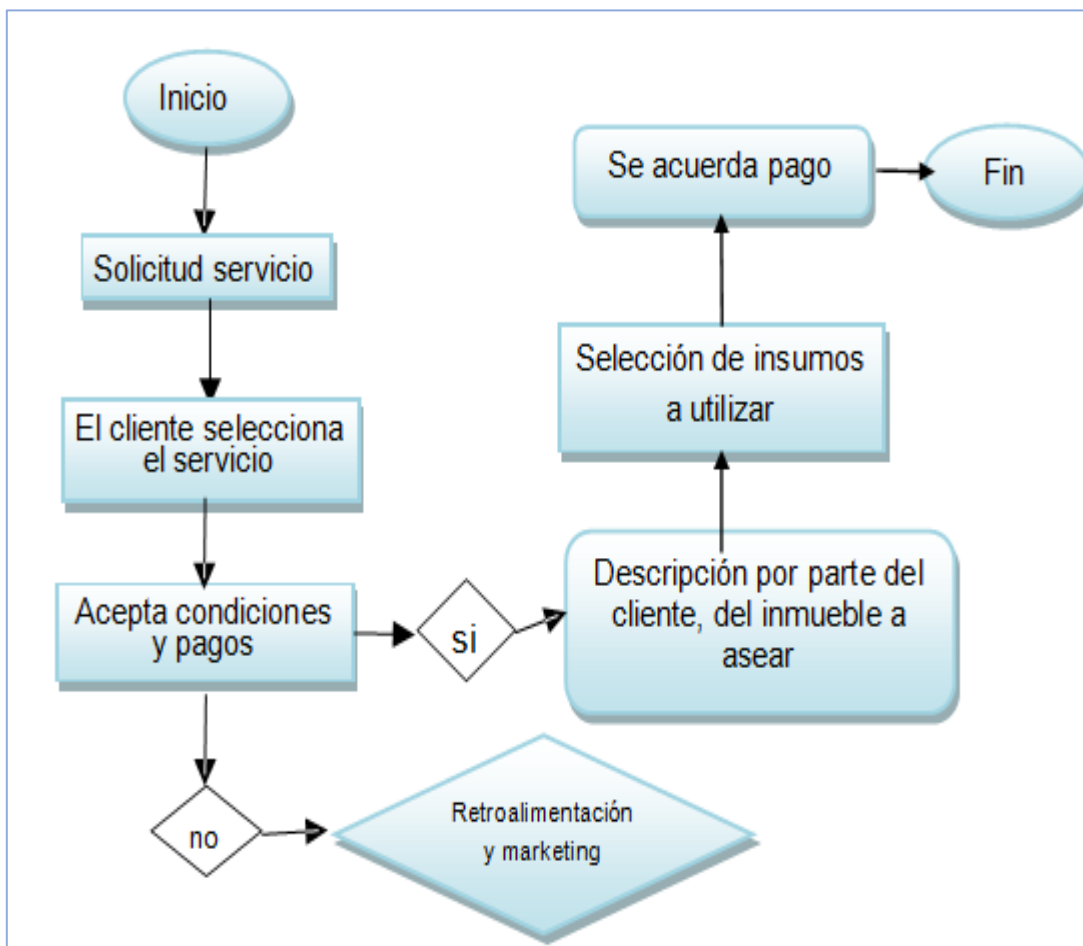 Inicio
Solicitud servicio
El cliente selecciona
el servicio
Acepta condiciones
y pagos
si
no
Retroalimentación
y marketing
Descripción por parte del
cliente, del inmueble a
asear
Selección de insumos
a utilizar
Se acuerda pago
Fin